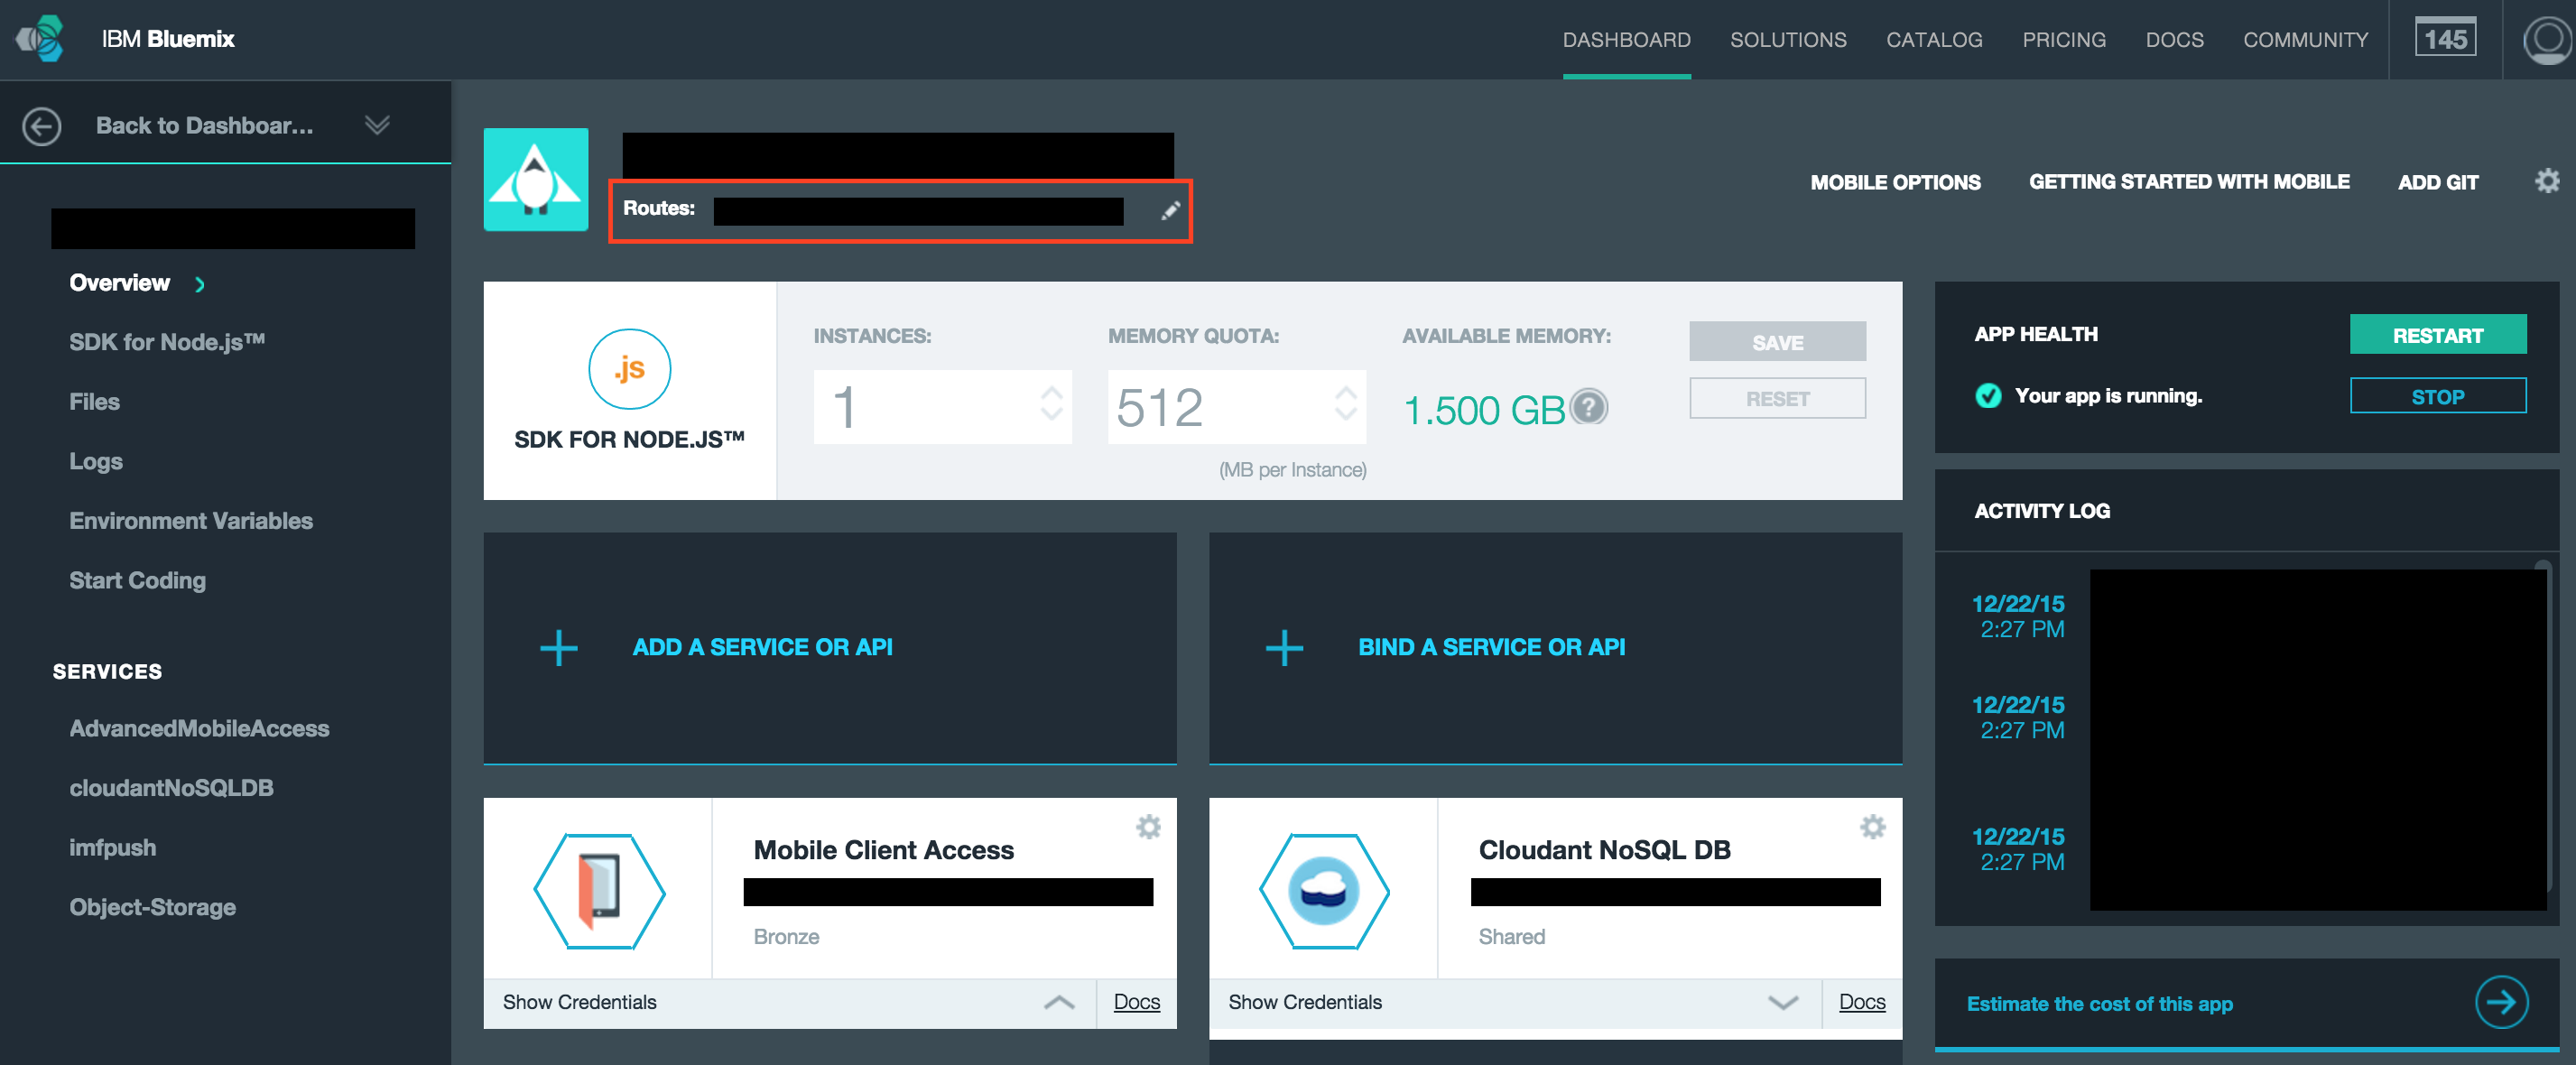 IBM Bluemix
DASHBOARD
SOLUTIONS
CATALOG
PRICING
DOCS
COMMUNITY
145
Back to Dashboar...
Overview
SDK for Node.js™
Files
Logs
Environment Variables
Start Coding
SERVICES
AdvancedMobileAccess
cloudantNoSQLDB
imfpush
Object-Storage
Routes:
MOBILE OPTIONS
GETTING STARTED WITH MOBILE
ADD GIT
.js
SDK FOR NODE.JS™
INSTANCES:
1
MEMORY QUOTA:
512
(MB per Instance)
AVAILABLE MEMORY:
1.500 GB ?
SAVE
RESET
ADD A SERVICE OR API
BIND A SERVICE OR API
Mobile Client Access
Bronze
Show Credentials
Docs
Cloudant NoSQL DB
Shared
Show Credentials
Docs
APP HEALTH
Your app is running.
RESTART
STOP
ACTIVITY LOG
12/22/15
2:27 PM
12/22/15
2:27 PM
12/22/15
2:27 PM
Estimate the cost of this app